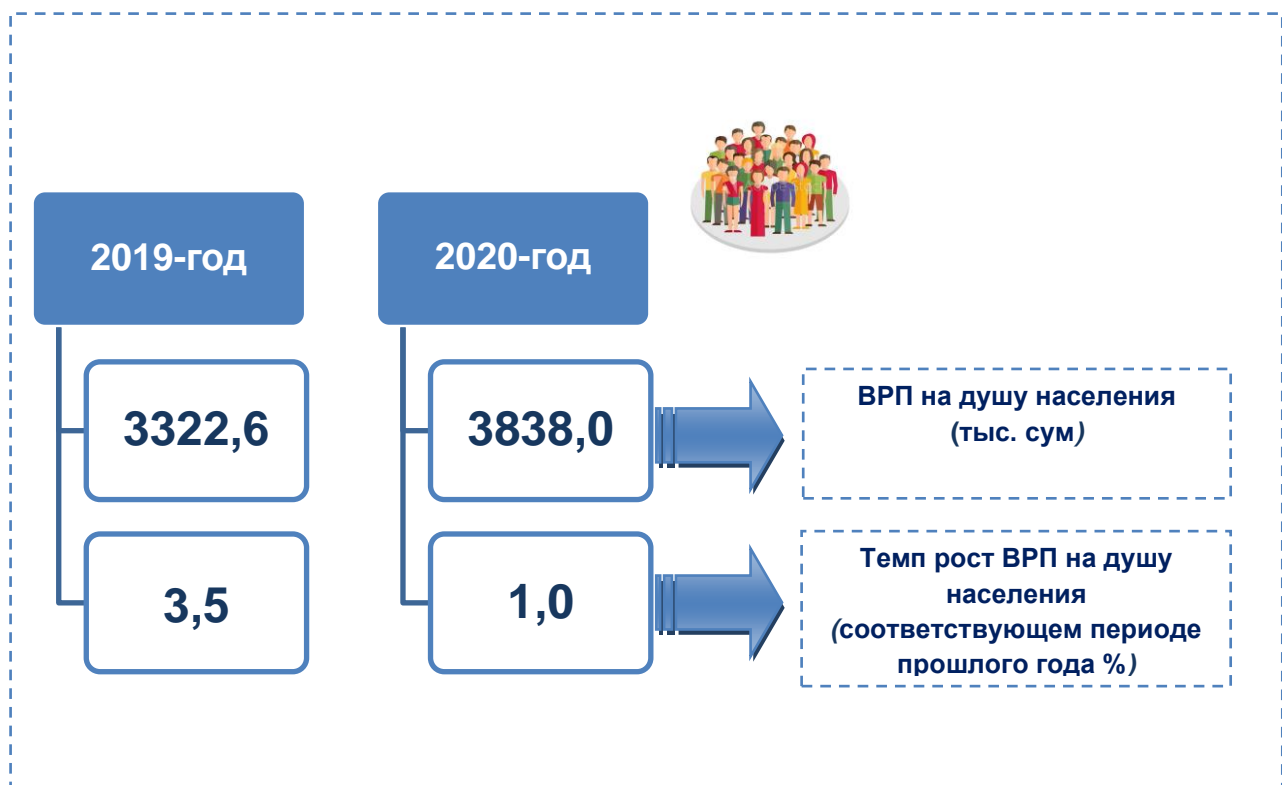 2019-год
2020-год
3322,6
3838,0
ВРП на душу населения
(тыс. сум)
3,5
1,0
Темп рост ВРП на душу
населения
(соответствующем периоде
прошлого года %)